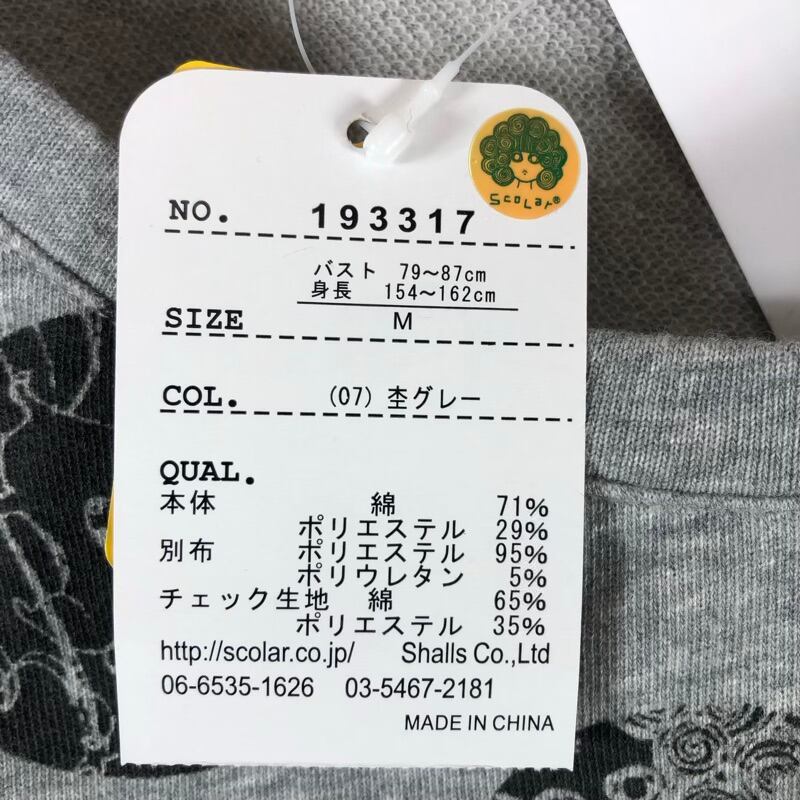 ScoLar®
NO. 193317
バスト 79～87cm
身長 154～162cm
SIZE M
COL. (07) 杢グレー
QUAL.
本体 綿 71%
ポリエステル 29%
別布 ポリエステル 95%
ポリウレタン 5%
チェック生地 綿 65%
ポリエステル 35%
http://scolar.co.jp/ Shalls Co.,Ltd
06-6535-1626 03-5467-2181
MADE IN CHINA